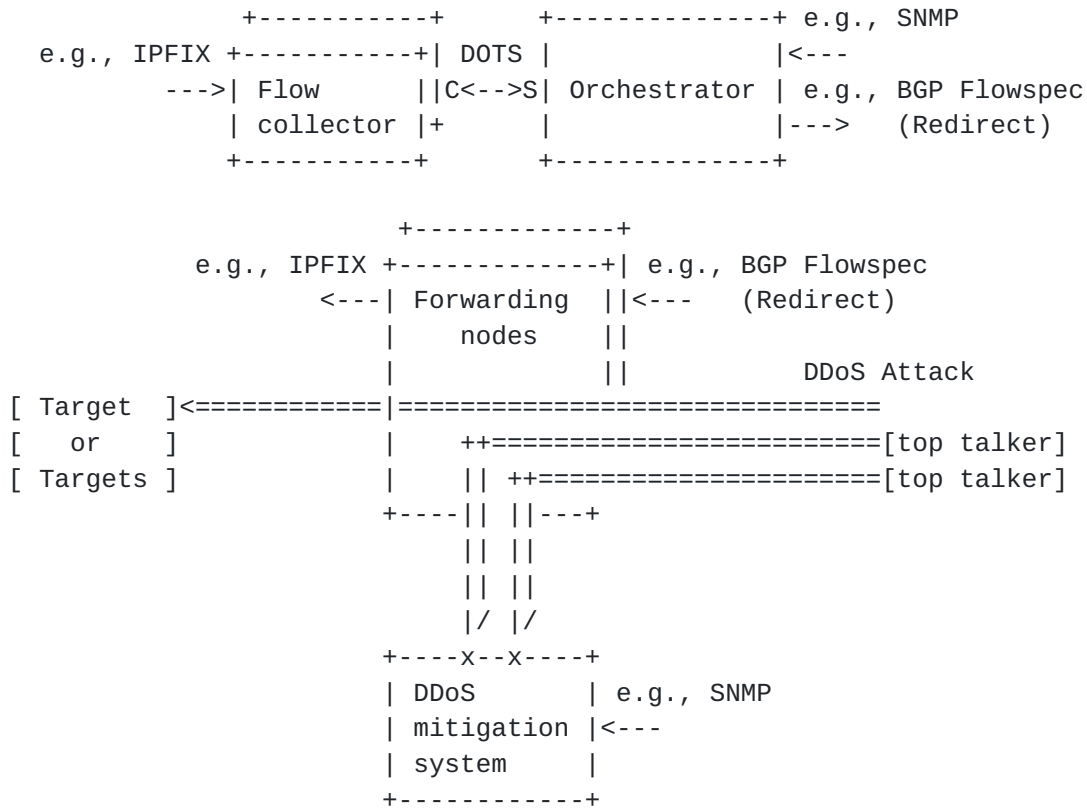 e.g., SNMP
e.g., IPFIX DOTS
---> Flow C<-->S Orchestrator e.g., BGP Flowspec
collector ---> (Redirect)
e.g., IPFIX e.g., BGP Flowspec
<--- Forwarding <--- (Redirect)
nodes
DDoS Attack
[ Target ]
[ or ] [top talker]
[ Targets ] [top talker]
x--x
DDoS e.g., SNMP
mitigation <---
system